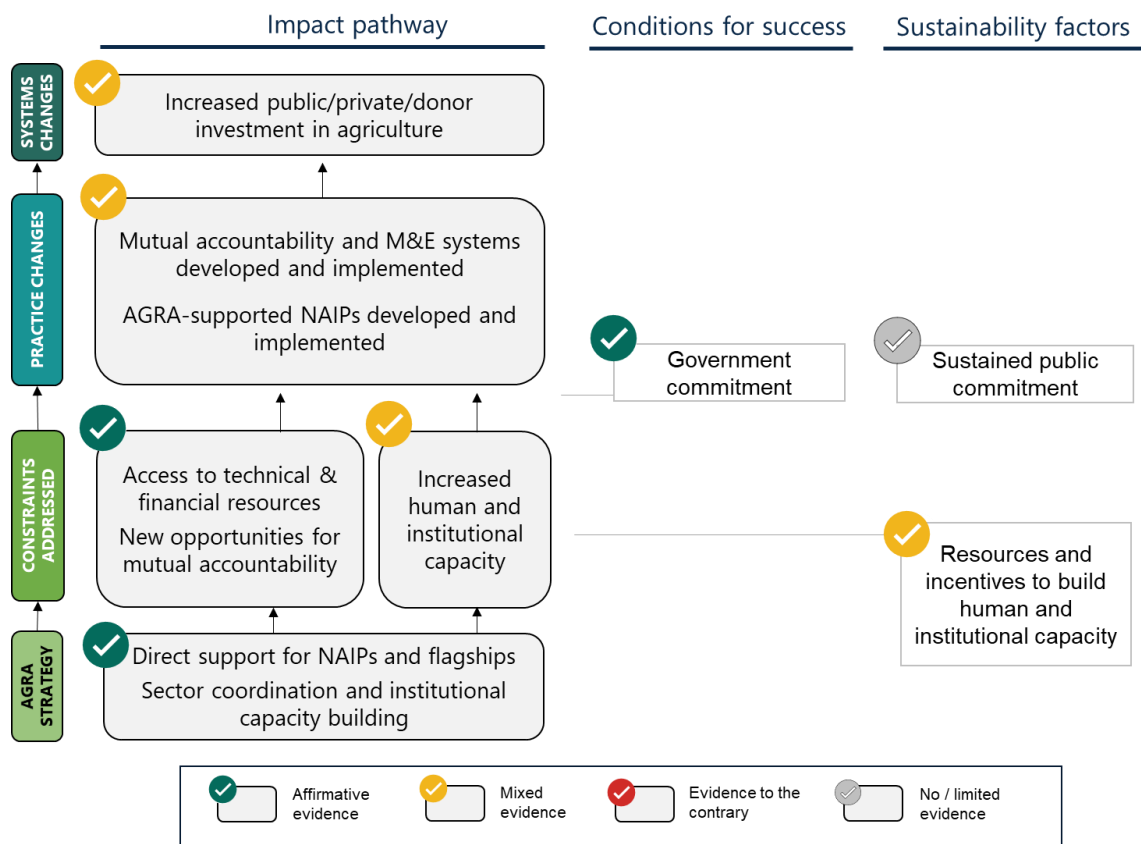 Impact pathway
Conditions for success
Sustainability factors
SYSTEMS
CHANGES
Increased public/private/donor
investment in agriculture
PRACTICE CHANGES
Mutual accountability and M&E systems
developed and implemented
AGRA-supported NAIPs developed and
implemented
Government
commitment
Sustained public
commitment
CONSTRAINTS
ADDRESSED
Access to technical &
financial resources
New opportunities for
mutual accountability
Increased
human and
institutional
capacity
Resources and
incentives to build
human and
institutional capacity
AGRA
STRATEGY
Direct support for NAIPs and flagships
Sector coordination and institutional
capacity building
Affirmative
evidence
Mixed
evidence
Evidence to the
contrary
No / limited
evidence